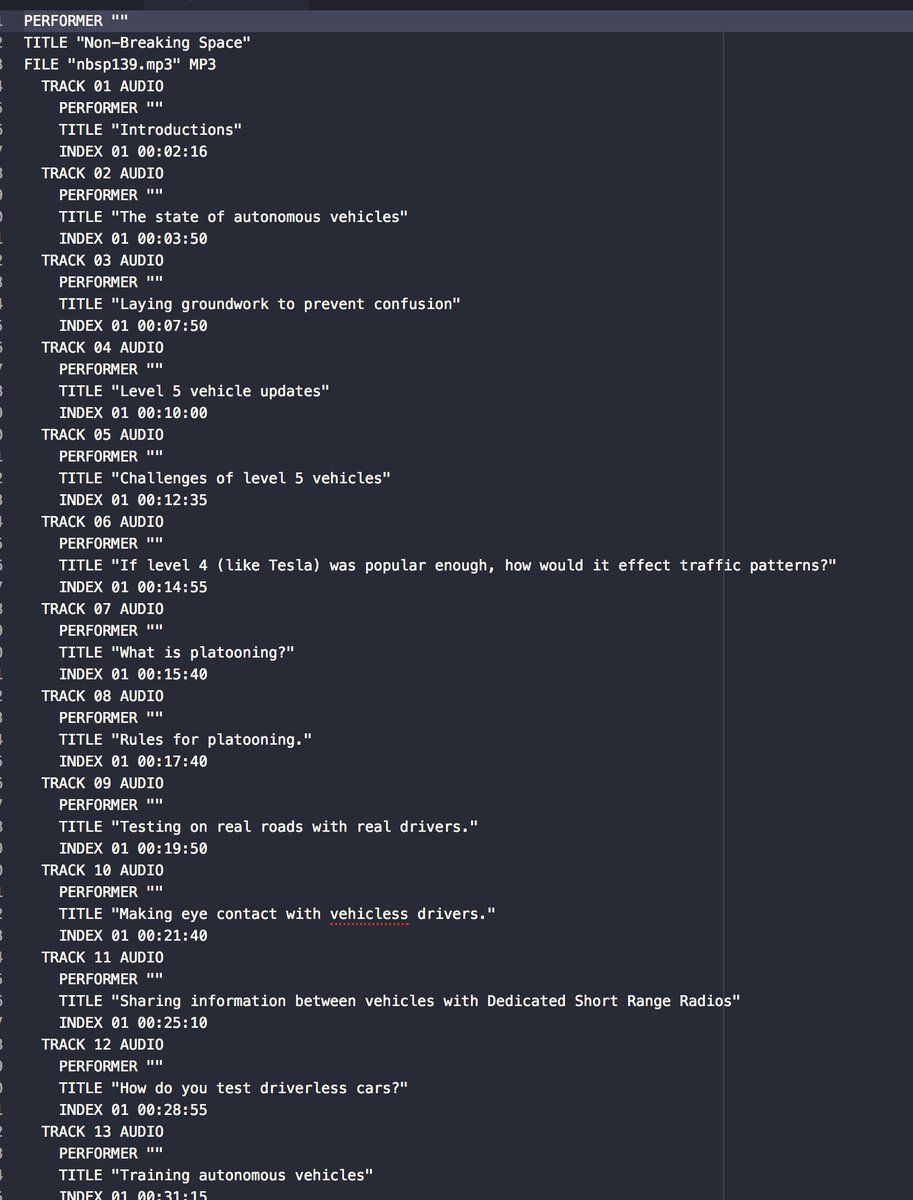 PERFORMER ""
TITLE "Non-Breaking Space"
FILE "nbsp139.mp3" MP3
TRACK 01 AUDIO
PERFORMER ""
TITLE "Introductions"
INDEX 01 00:02:16
TRACK 02 AUDIO
PERFORMER ""
TITLE "The state of autonomous vehicles"
INDEX 01 00:03:50
TRACK 03 AUDIO
PERFORMER ""
TITLE "Laying groundwork to prevent confusion"
INDEX 01 00:07:50
TRACK 04 AUDIO
PERFORMER ""
TITLE "Level 5 vehicle updates"
INDEX 01 00:10:00
TRACK 05 AUDIO
PERFORMER ""
TITLE "Challenges of level 5 vehicles"
INDEX 01 00:12:35
TRACK 06 AUDIO
PERFORMER ""
TITLE "If level 4 (like Tesla) was popular enough, how would it effect traffic patterns?"
INDEX 01 00:14:55
TRACK 07 AUDIO
PERFORMER ""
TITLE "What is platooning?"
INDEX 01 00:15:40
TRACK 08 AUDIO
PERFORMER ""
TITLE "Rules for platooning."
INDEX 01 00:17:40
TRACK 09 AUDIO
PERFORMER ""
TITLE "Testing on real roads with real drivers."
INDEX 01 00:19:50
TRACK 10 AUDIO
PERFORMER ""
TITLE "Making eye contact with vehicless drivers."
INDEX 01 00:21:40
TRACK 11 AUDIO
PERFORMER ""
TITLE "Sharing information between vehicles with Dedicated Short Range Radios"
INDEX 01 00:25:10
TRACK 12 AUDIO
PERFORMER ""
TITLE "How do you test driverless cars?"
INDEX 01 00:28:55
TRACK 13 AUDIO
PERFORMER ""
TITLE "Training autonomous vehicles"
INDEX 01 00:31:15